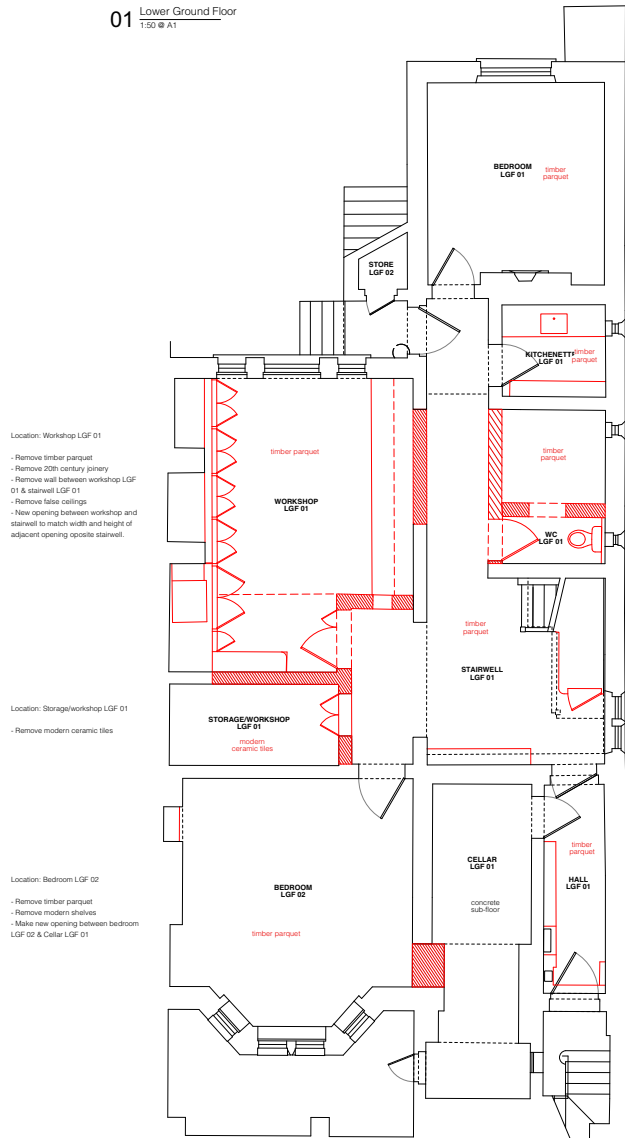 01 Lower Ground Floor
1:50 @ A1
BEDROOM
LGF 01
timber
parquet
STORE
LGF 02
KITCHENETTE
LGF 01
timber
parquet
Location: Workshop LGF 01
- Remove timber parquet
- Remove 20th century joinery
- Remove wall between workshop LGF
01 & stairwell LGF 01
- Remove false ceilings
- New opening between workshop and
stairwell to match width and height of
adjacent opening oposite stairwell.
timber parquet
WORKSHOP
LGF 01
timber
parquet
WC
LGF 01
timber
parquet
STAIRWELL
LGF 01
Location: Storage/workshop LGF 01
- Remove modern ceramic tiles
STORAGE/WORKSHOP
LGF 01
modern
ceramic tiles
Location: Bedroom LGF 02
- Remove timber parquet
- Remove modern shelves
- Make new opening between bedroom
LGF 02 & Cellar LGF 01
BEDROOM
LGF 02
timber parquet
CELLAR
LGF 01
concrete
sub-floor
timber
parquet
HALL
LGF 01